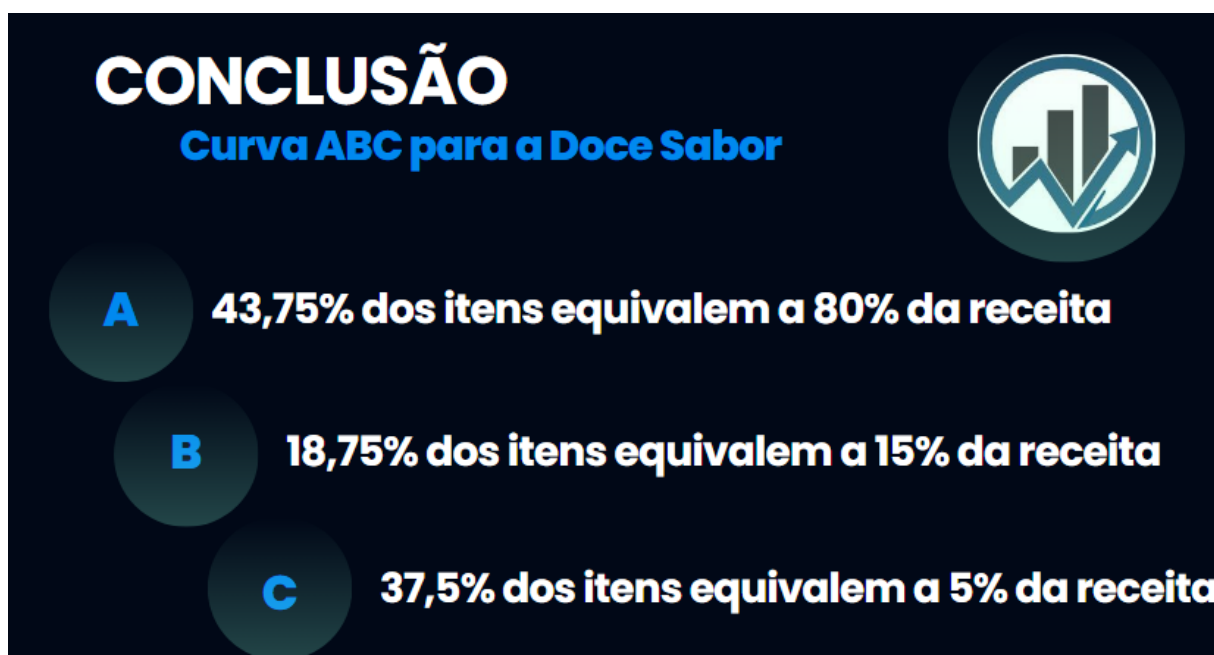 CONCLUSÃO
Curva ABC para a Doce Sabor
A
43,75% dos itens equivalem a 80% da receita
B
18,75% dos itens equivalem a 15% da receita
C
37,5% dos itens equivalem a 5% da receita